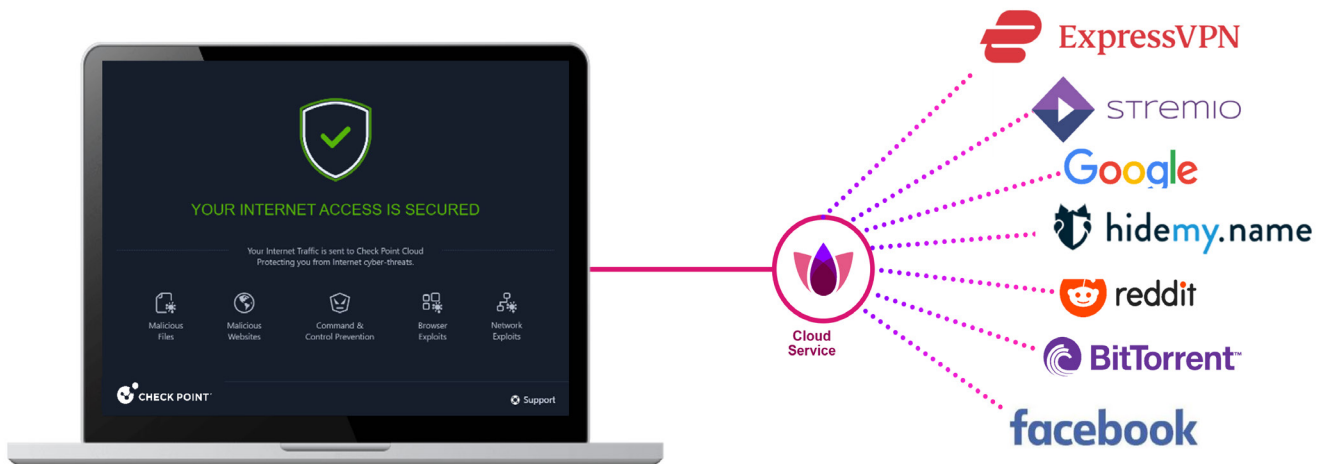 YOUR INTERNET ACCESS IS SECURED
Your Internet Traffic is sent to Check Point Cloud
Protecting you from Internet cyber-threats.
Malicious
Files
Malicious
Websites
Command &
Control Prevention
Browser
Exploits
Network
Exploits
CHECK POINT
Support
Cloud
Service
ExpressVPN
STREMIO
Google
hidemy.name
reddit
BitTorrent™
facebook